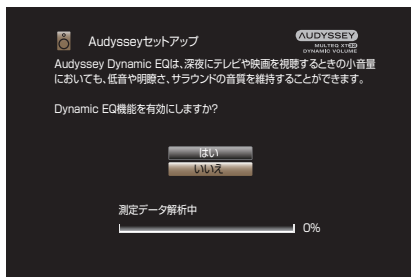 Audysseyセットアップ
AUDYSSEY
MULTEQ XT32
DYNAMIC VOLUME
Audyssey Dynamic EQは、深夜にテレビや映画を視聴するときの小音量
においても、低音や明瞭さ、サラウンドの音質を維持することができます。
Dynamic EQ機能を有効にしますか?
はい
いいえ
測定データ解析中
0%